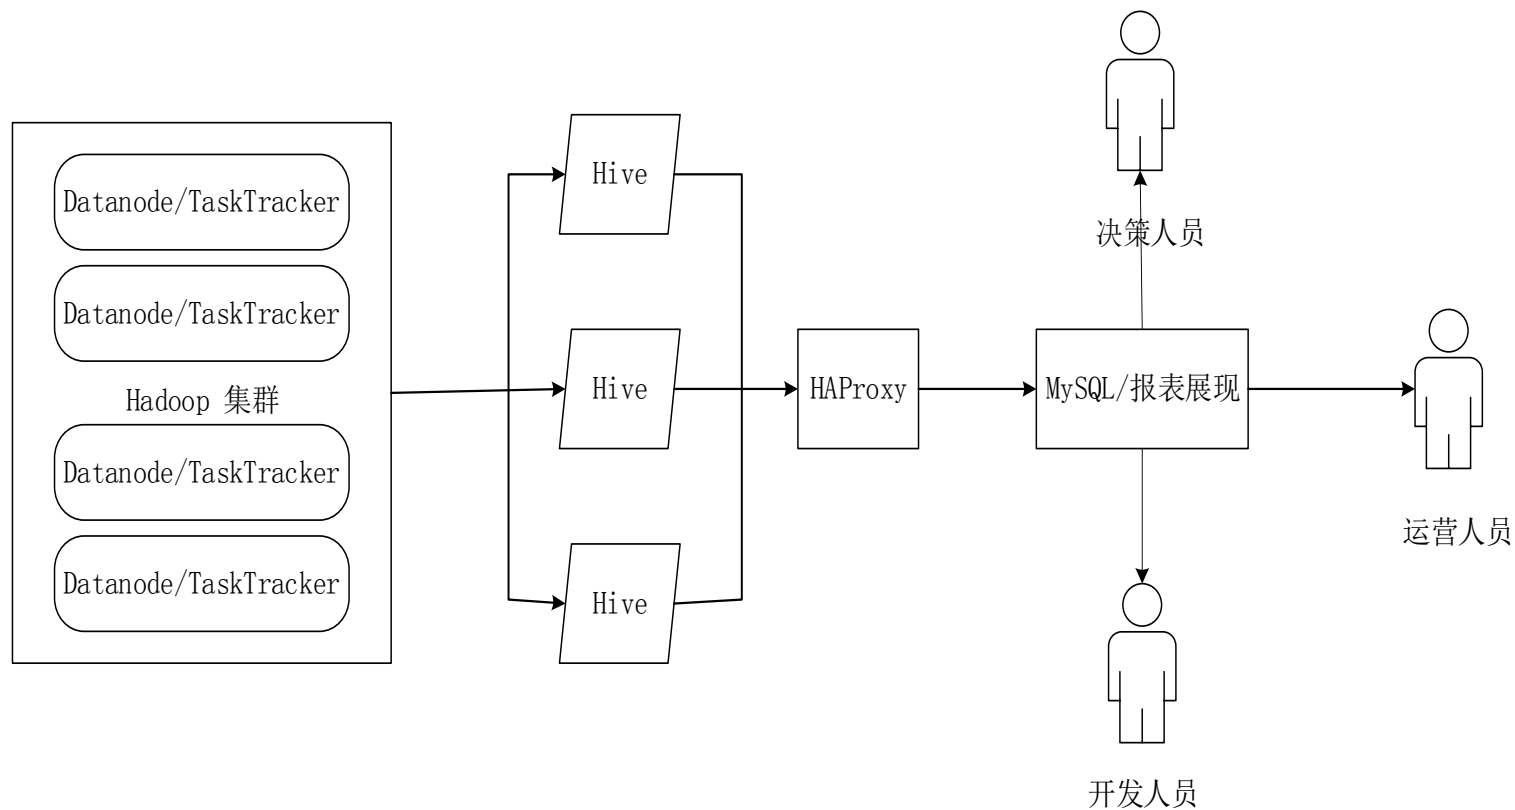 Datanode/TaskTracker
Datanode/TaskTracker
Hadoop 集群
Datanode/TaskTracker
Datanode/TaskTracker
Hive
Hive
Hive
HAProxy
MySQL/报表展现
决策人员
运营人员
开发人员